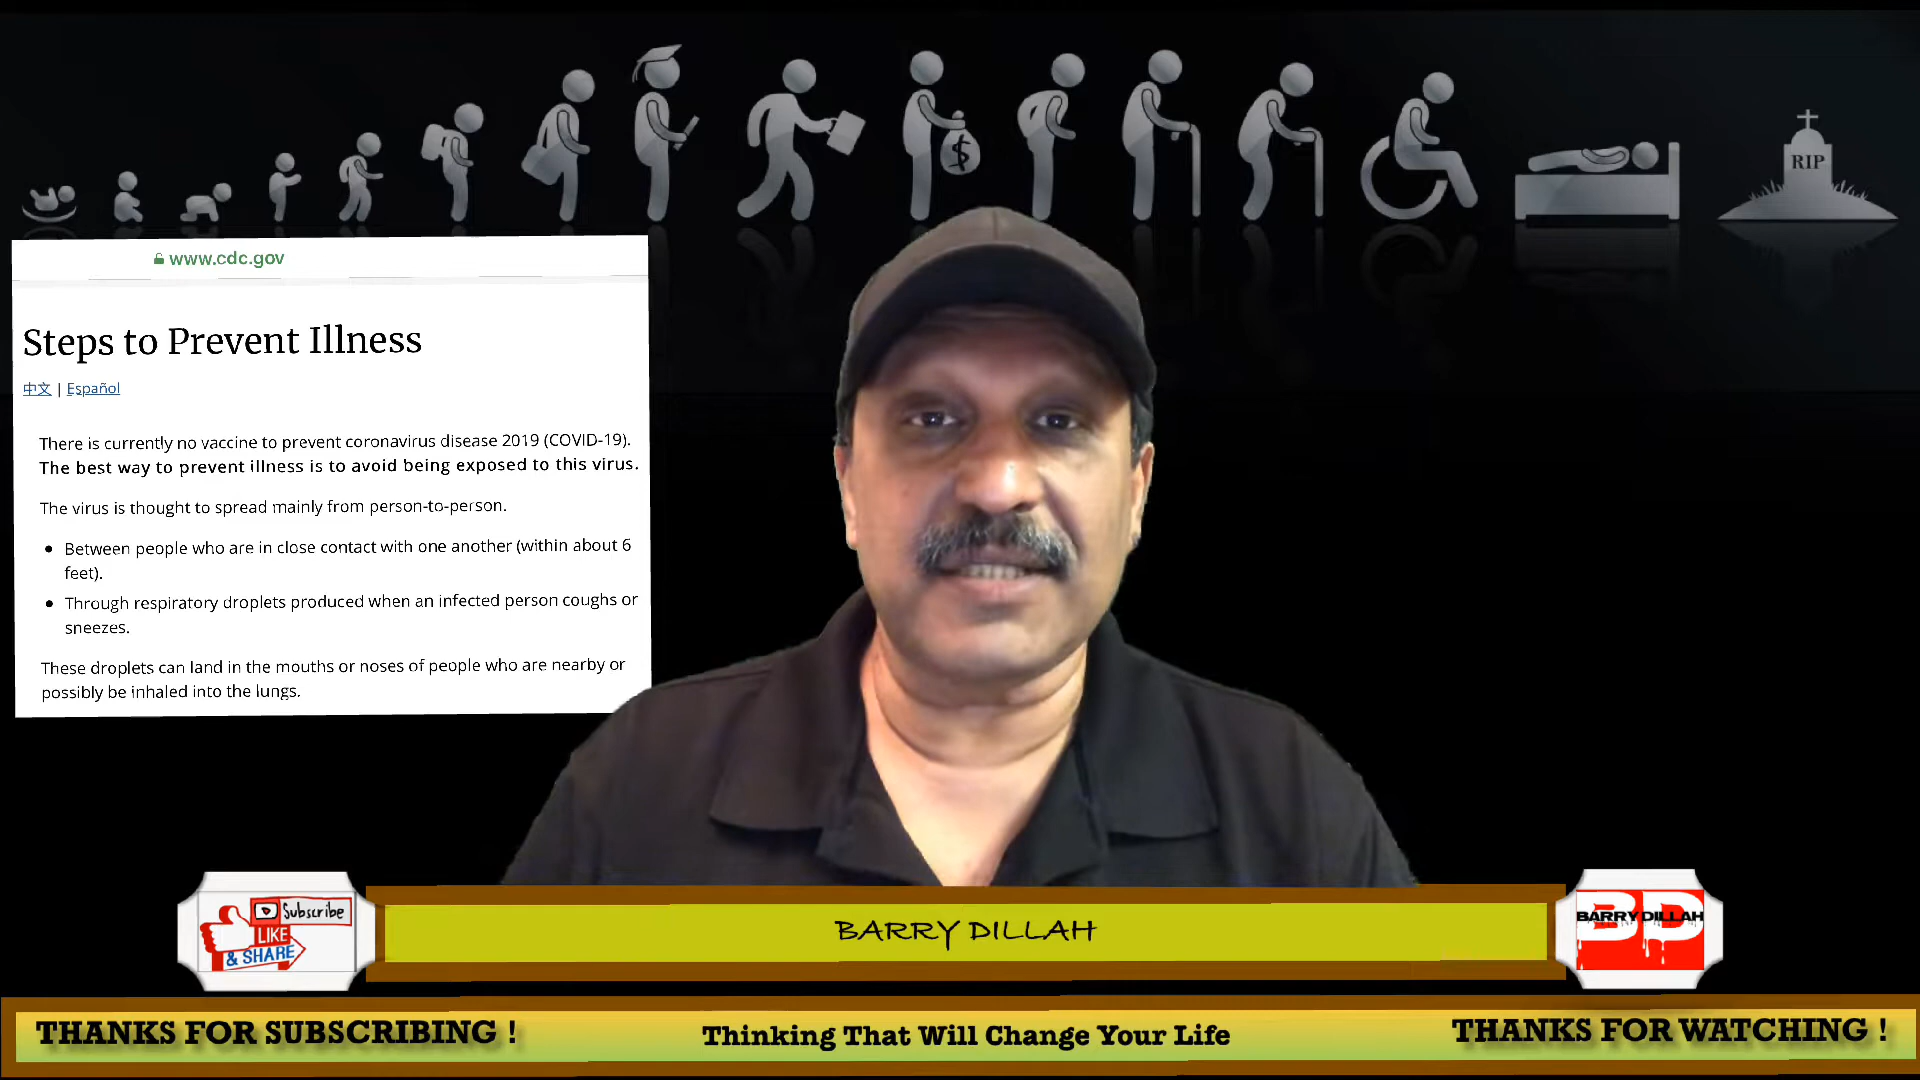 $
RIP
www.cdc.gov
Steps to Prevent Illness
中文 | Español
There is currently no vaccine to prevent coronavirus disease 2019 (COVID-19).
The best way to prevent illness is to avoid being exposed to this virus.
The virus is thought to spread mainly from person-to-person.
• Between people who are in close contact with one another (within about 6
feet).
• Through respiratory droplets produced when an infected person coughs or
sneezes.
These droplets can land in the mouths or noses of people who are nearby or
possibly be inhaled into the lungs.
Subscribe
LIKE
& SHARE
BARRY DILLAH
BD
BARRY DILLAH
THANKS FOR SUBSCRIBING !
Thinking That Will Change Your Life
THANKS FOR WATCHING !